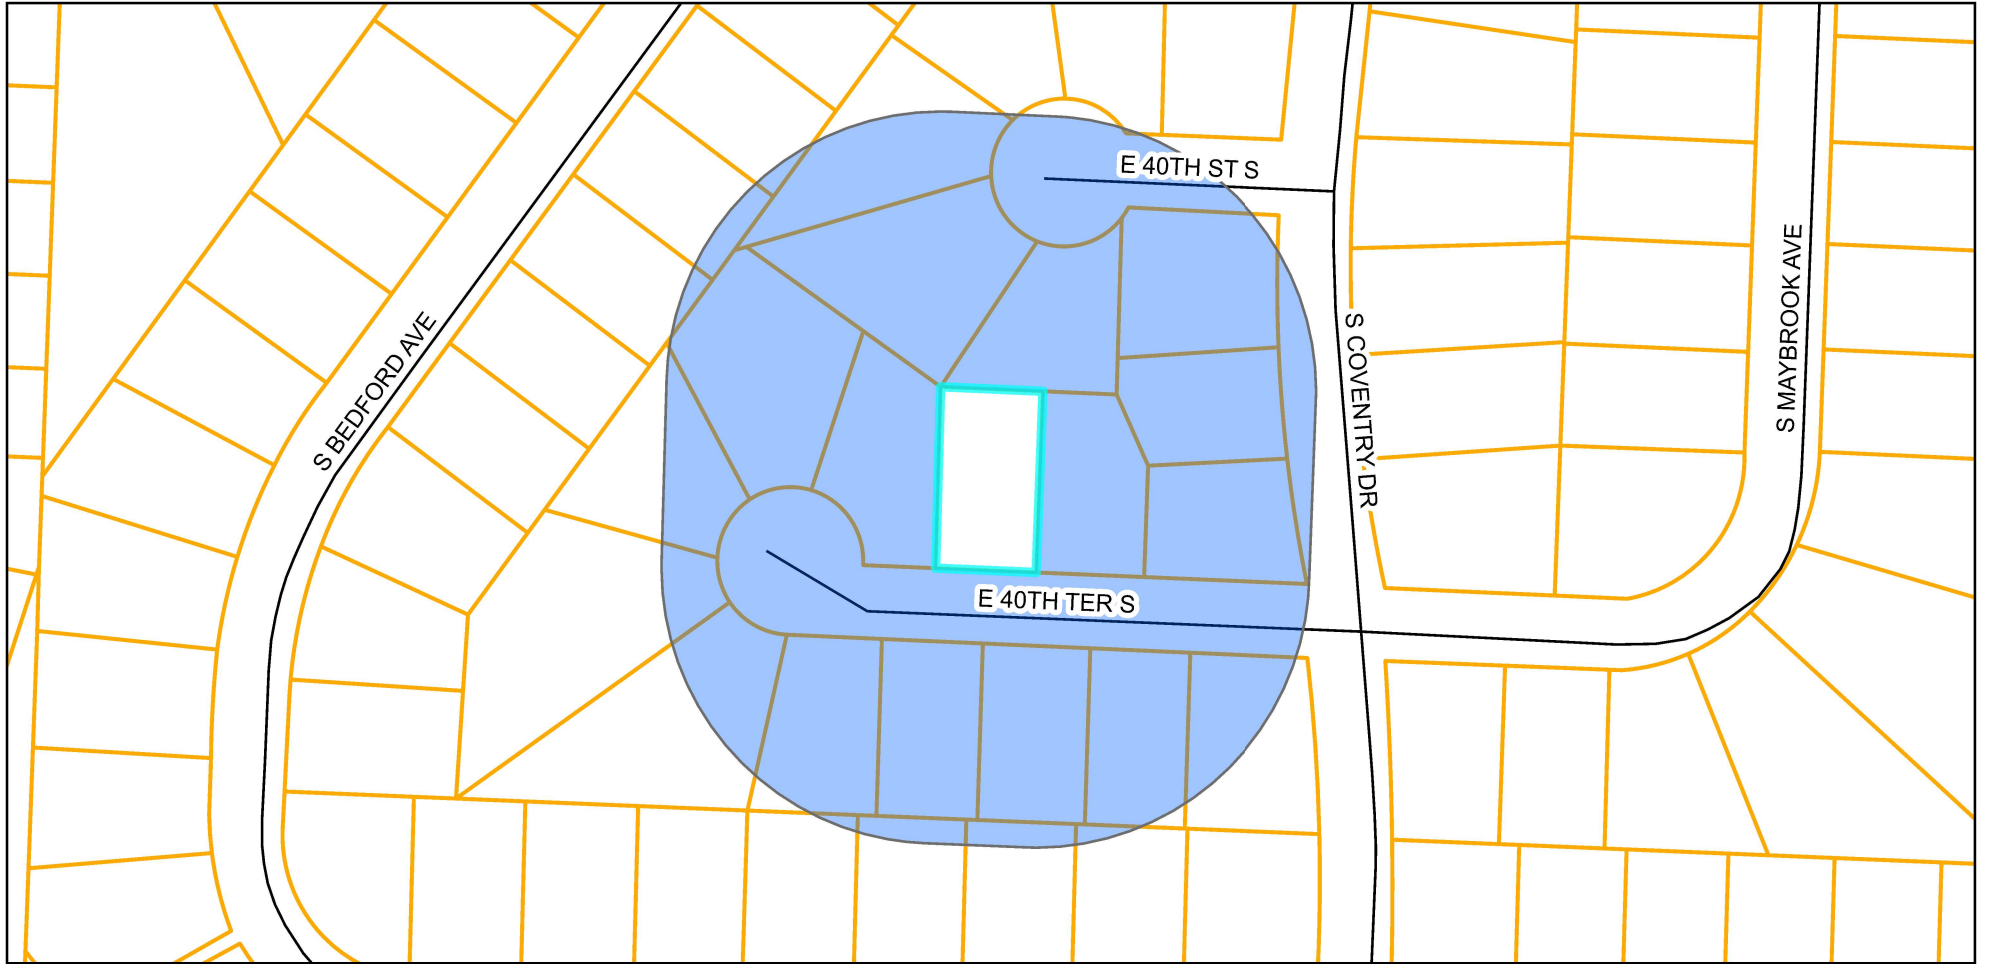 E 40TH ST S
S BEDFORD AVE
S COVENTRY DR
S MAYBROOK AVE
E 40TH TER S